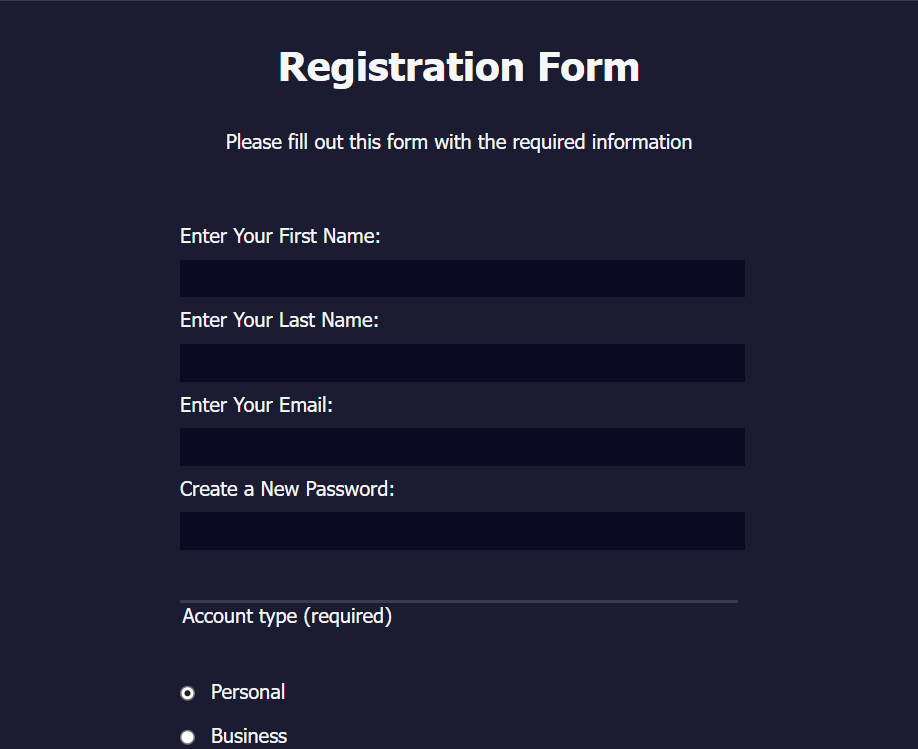 Registration Form
Please fill out this form with the required information
Enter Your First Name:
Enter Your Last Name:
Enter Your Email:
Create a New Password:
Account type (required)
Personal
Business